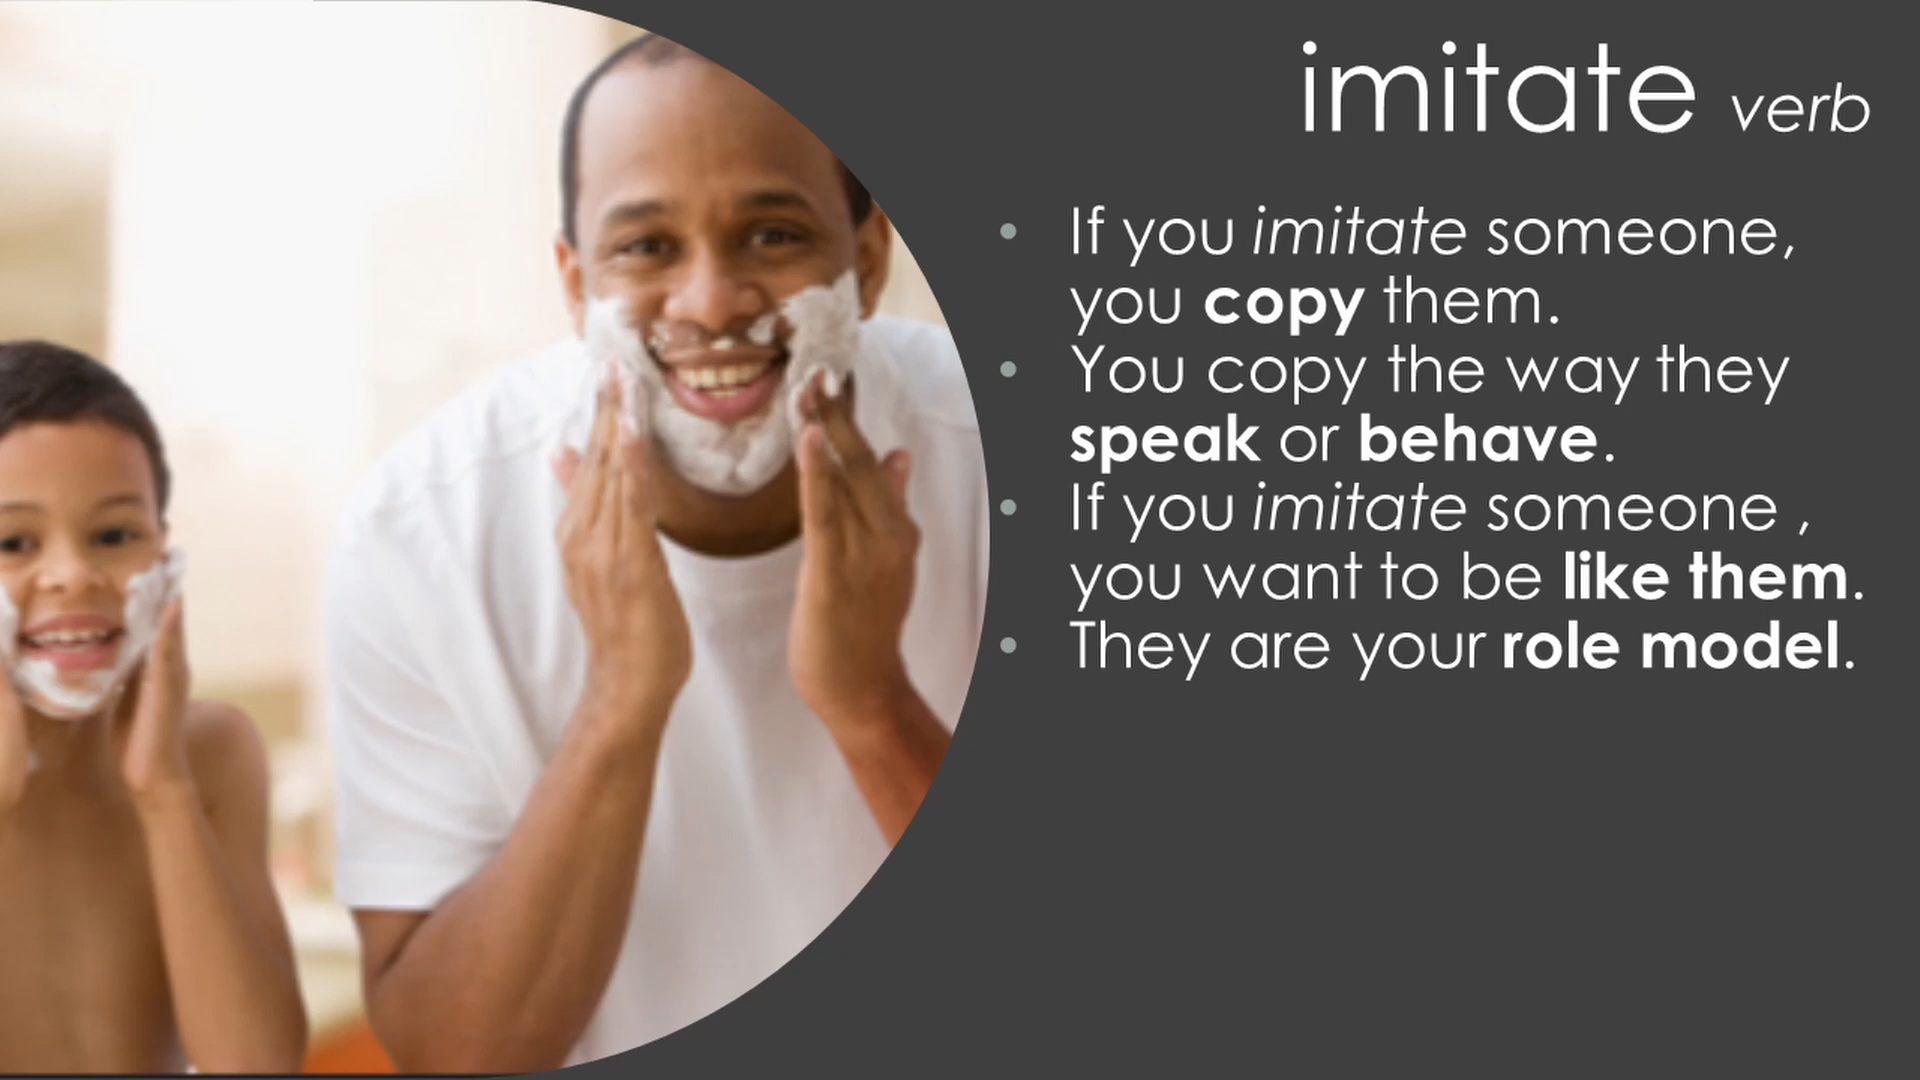 imitate verb
• If you imitate someone,
you copy them.
• You copy the way they
speak or behave.
• If you imitate someone ,
you want to be like them.
• They are your role model.